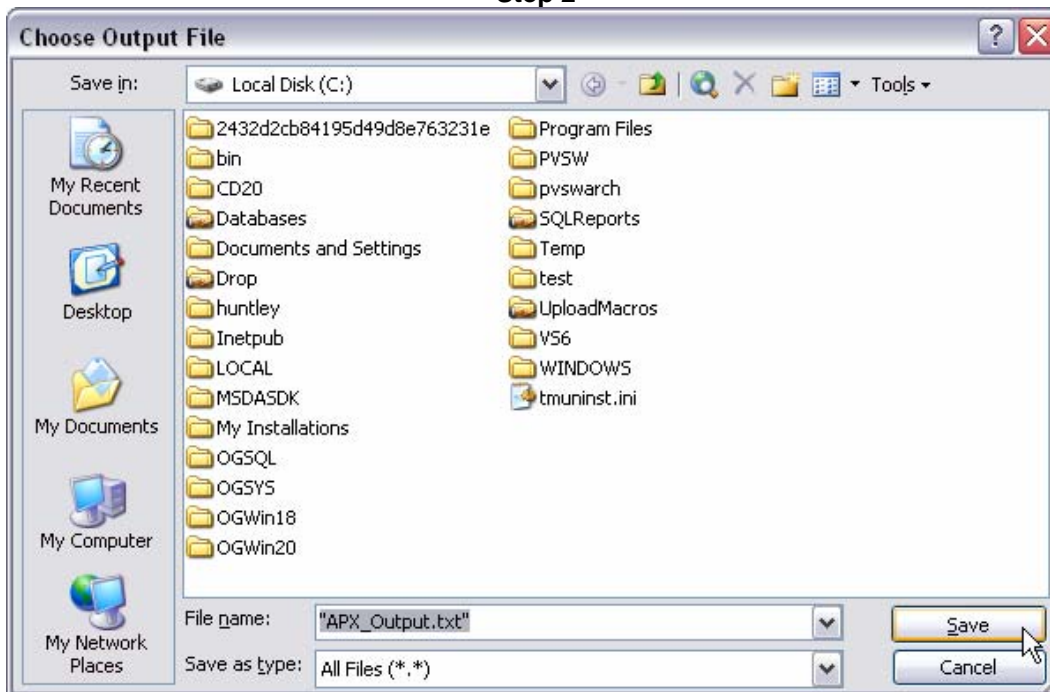 Choose Output File
Save in:
Local Disk (C:)
Tools
My Recent
Documents
Desktop
My Documents
My Computer
My Network
Places
2432d2cb84195d49d8e763231e
bin
CD20
Databases
Documents and Settings
Drop
huntley
Inetpub
LOCAL
MSDASDK
My Installations
OGSQL
OGSYS
OGWin18
OGWin20
Program Files
PVSW
pvswarch
SQLReports
Temp
test
UploadMacros
VS6
WINDOWS
tmuninst.ini
File name:
"APX_Output.txt"
Save
Save as type:
All Files (*.*)
Cancel